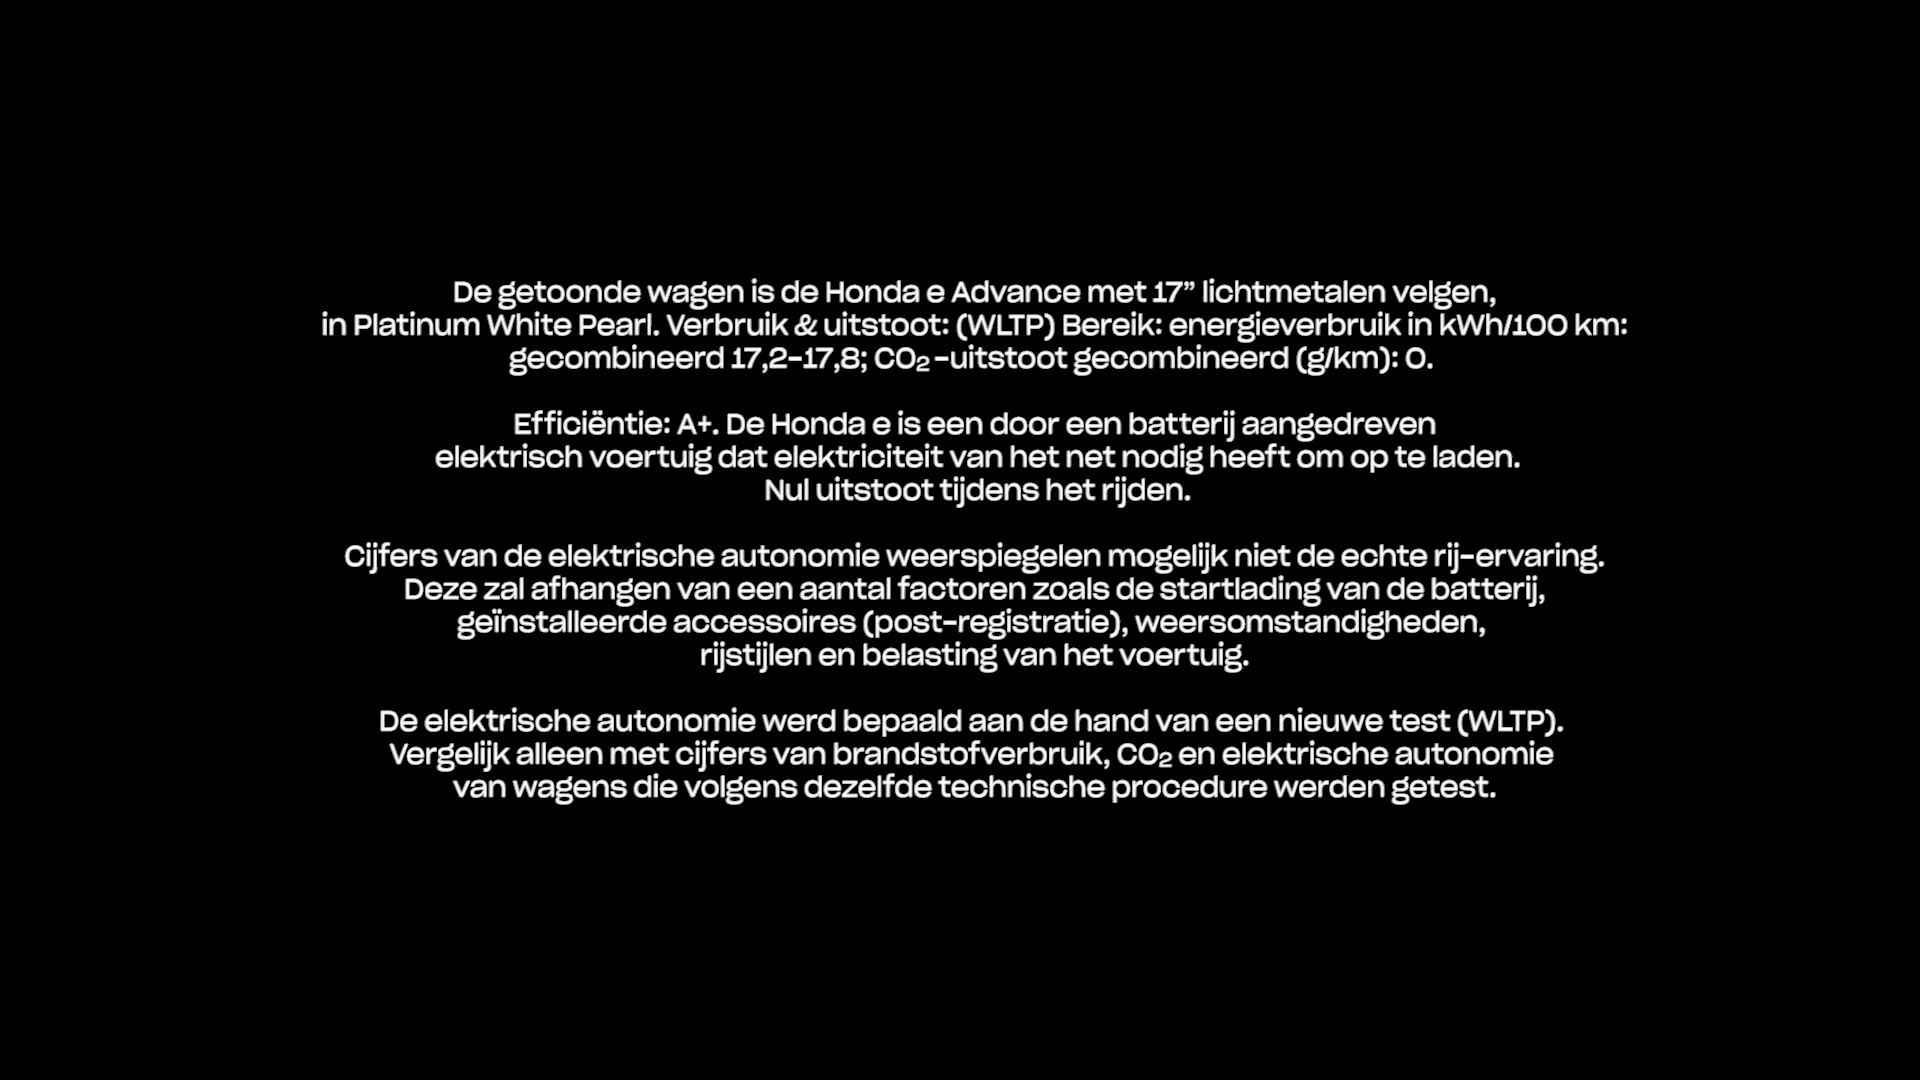 De getoonde wagen is de Honda e Advance met 17” lichtmetalen velgen,
in Platinum White Pearl. Verbruik & uitstoot: (WLTP) Bereik: energieverbruik in kWh/100 km:
gecombineerd 17,2-17,8; CO₂ -uitstoot gecombineerd (g/km): 0.
Efficiëntie: A+. De Honda e is een door een batterij aangedreven
elektrisch voertuig dat elektriciteit van het net nodig heeft om op te laden.
Nul uitstoot tijdens het rijden.
Cijfers van de elektrische autonomie weerspiegelen mogelijk niet de echte rij-ervaring.
Deze zal afhangen van een aantal factoren zoals de startlading van de batterij,
geïnstalleerde accessoires (post-registratie), weersomstandigheden,
rijstijlen en belasting van het voertuig.
De elektrische autonomie werd bepaald aan de hand van een nieuwe test (WLTP).
Vergelijk alleen met cijfers van brandstofverbruik, CO₂ en elektrische autonomie
van wagens die volgens dezelfde technische procedure werden getest.